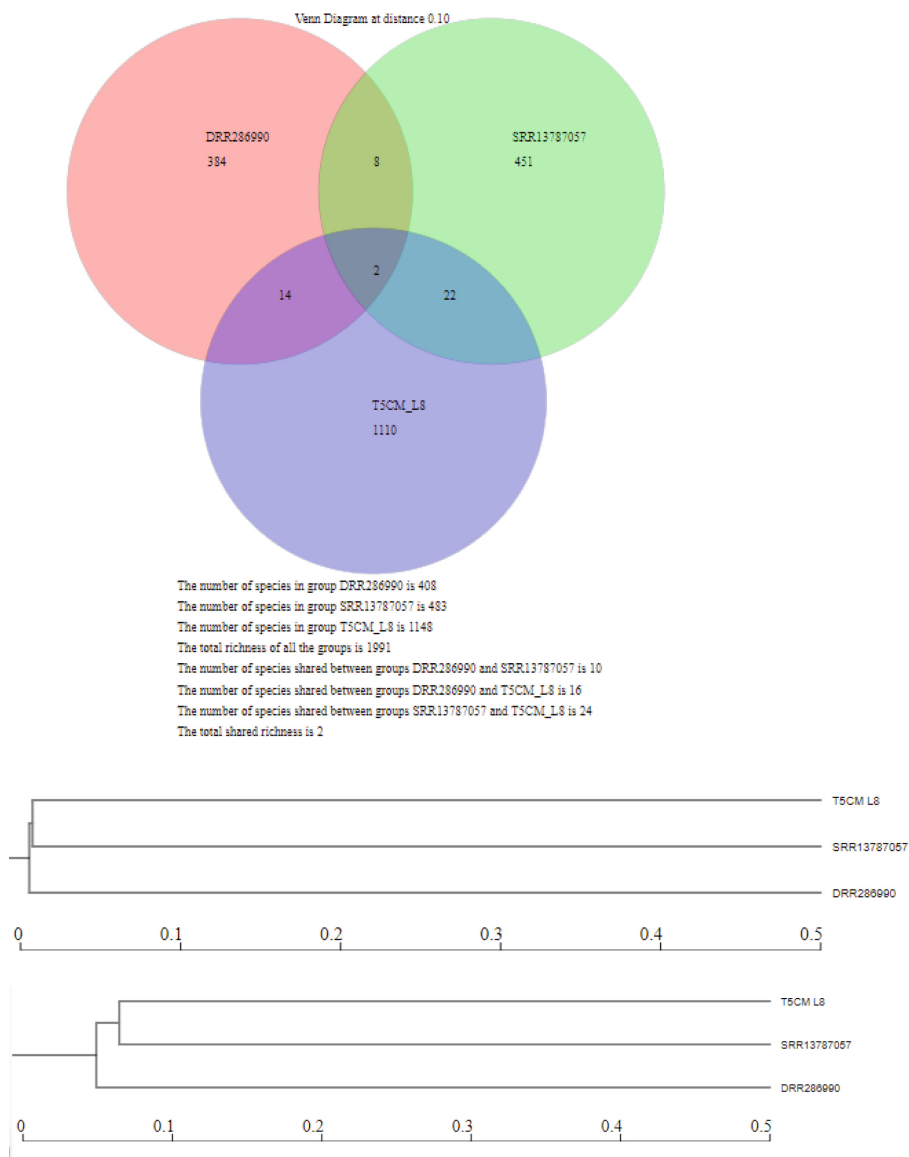 Venn Diagram at distance 0.10
DRR286990
384
8
SRR13787057
451
2
14
22
T5CM_L8
1110
The number of species in group DRR286990 is 408
The number of species in group SRR13787057 is 483
The number of species in group T5CM_L8 is 1148
The total richness of all the groups is 1991
The number of species shared between groups DRR286990 and SRR13787057 is 10
The number of species shared between groups DRR286990 and T5CM_L8 is 16
The number of species shared between groups SRR13787057 and T5CM_L8 is 24
The total shared richness is 2
T5CM L8
SRR13787057
DRR286990
0 0.1 0.2 0.3 0.4 0.5
T5CM L8
SRR13787057
DRR286990
0 0.1 0.2 0.3 0.4 0.5